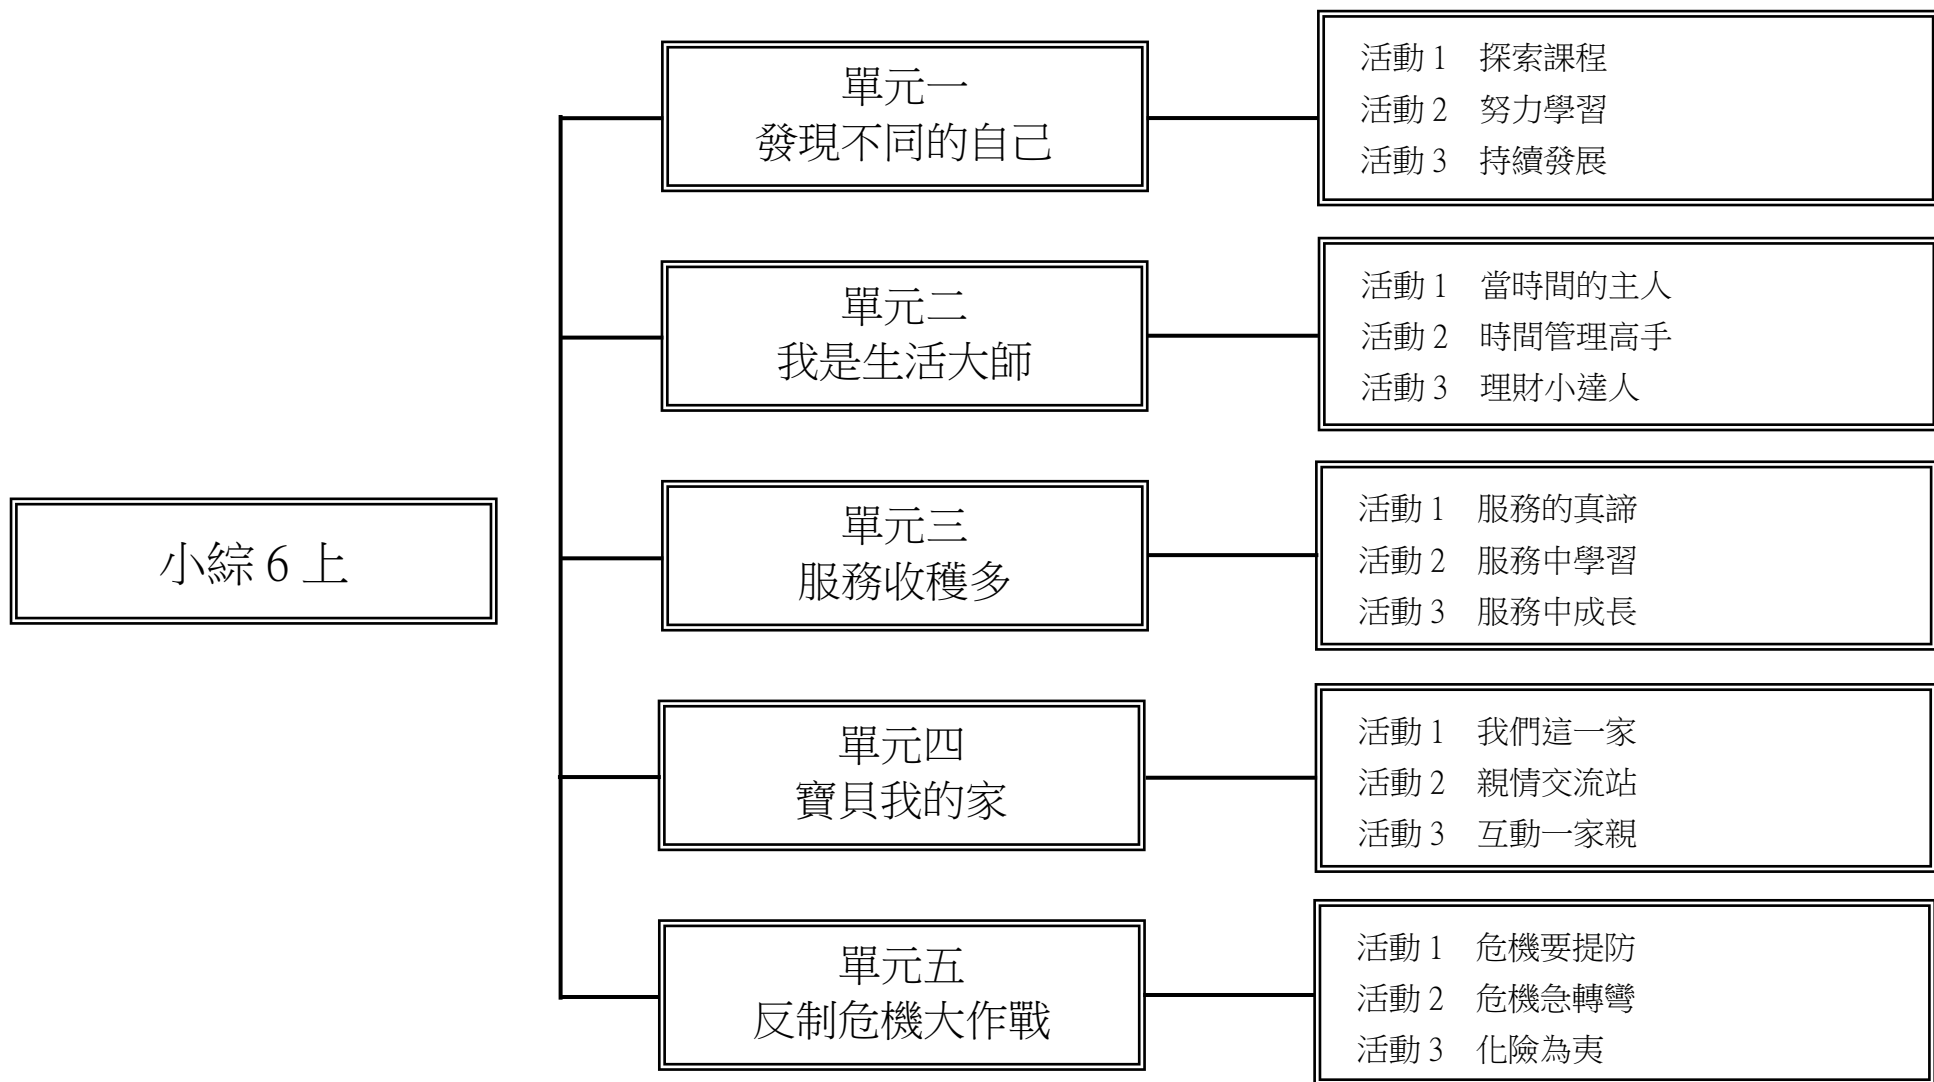 小綜 6 上
單元一
發現不同的自己
活動 1 探索課程
活動 2 努力學習
活動 3 持續發展
單元二
我是生活大師
活動 1 當時間的主人
活動 2 時間管理高手
活動 3 理財小達人
單元三
服務收穫多
活動 1 服務的真諦
活動 2 服務中學習
活動 3 服務中成長
單元四
寶貝我的家
活動 1 我們這一家
活動 2 親情交流站
活動 3 互動一家親
單元五
反制危機大作戰
活動 1 危機要提防
活動 2 危機急轉彎
活動 3 化險為夷